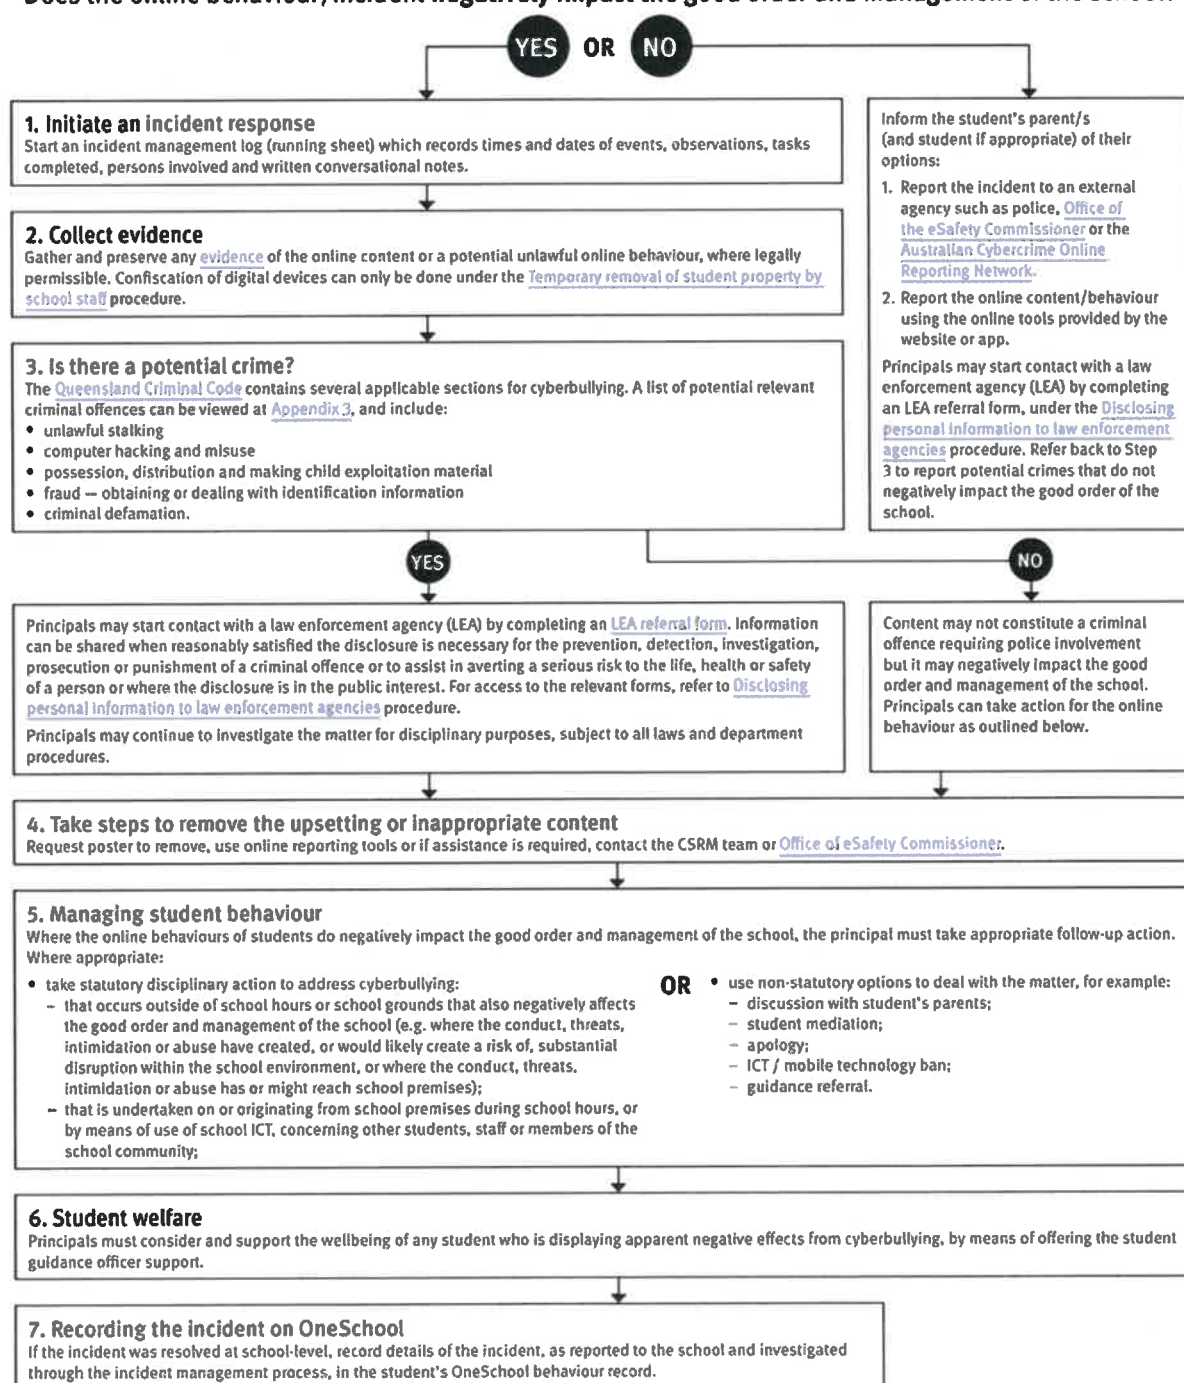 YES OR NO
1. Initiate an incident response
Start an incident management log (running sheet) which records times and dates of events, observations, tasks
completed, persons involved and written conversational notes.
2. Collect evidence
Gather and preserve any evidence of the online content or a potential unlawful online behaviour, where legally
permissible. Confiscation of digital devices can only be done under the Temporary removal of student property by
school staff procedure.
3. Is there a potential crime?
The Queensland Criminal Code contains several applicable sections for cyberbullying. A list of potential relevant
criminal offences can be viewed at Appendix 3, and include:
• unlawful stalking
• computer hacking and misuse
• possession, distribution and making child exploitation material
• fraud – obtaining or dealing with identification information
• criminal defamation.
Inform the student's parent/s
(and student if appropriate) of their
options:
1. Report the incident to an external
agency such as police, Office of
the eSafety Commissioner or the
Australian Cybercrime Online
Reporting Network.
2. Report the online content/behaviour
using the online tools provided by the
website or app.
Principals may start contact with a law
enforcement agency (LEA) by completing
an LEA referral form, under the Disclosing
personal information to law enforcement
agencies procedure. Refer back to Step
3 to report potential crimes that do not
negatively impact the good order of the
school.
YES
NO
Principals may start contact with a law enforcement agency (LEA) by completing an LEA referral form. Information
can be shared when reasonably satisfied the disclosure is necessary for the prevention, detection, investigation,
prosecution or punishment of a criminal offence or to assist in averting a serious risk to the life, health or safety
of a person or where the disclosure is in the public interest. For access to the relevant forms, refer to Disclosing
personal information to law enforcement agencies procedure.
Principals may continue to investigate the matter for disciplinary purposes, subject to all laws and department
procedures.
Content may not constitute a criminal
offence requiring police involvement
but it may negatively impact the good
order and management of the school.
Principals can take action for the online
behaviour as outlined below.
4. Take steps to remove the upsetting or inappropriate content
Request poster to remove, use online reporting tools or if assistance is required, contact the CSRM team or Office of eSafety Commissioner.
5. Managing student behaviour
Where the online behaviours of students do negatively impact the good order and management of the school, the principal must take appropriate follow-up action.
Where appropriate:
• take statutory disciplinary action to address cyberbullying:
– that occurs outside of school hours or school grounds that also negatively affects
the good order and management of the school (e.g. where the conduct, threats,
intimidation or abuse have created, or would likely create a risk of, substantial
disruption within the school environment, or where the conduct, threats,
intimidation or abuse has or might reach school premises);
– that is undertaken on or originating from school premises during school hours, or
by means of use of school ICT, concerning other students, staff or members of the
school community;
OR
• use non-statutory options to deal with the matter, for example:
– discussion with student's parents;
– student mediation;
– apology;
– ICT / mobile technology ban;
– guidance referral.
6. Student welfare
Principals must consider and support the wellbeing of any student who is displaying apparent negative effects from cyberbullying, by means of offering the student
guidance officer support.
7. Recording the incident on OneSchool
If the incident was resolved at school-level, record details of the incident, as reported to the school and investigated
through the incident management process, in the student's OneSchool behaviour record.